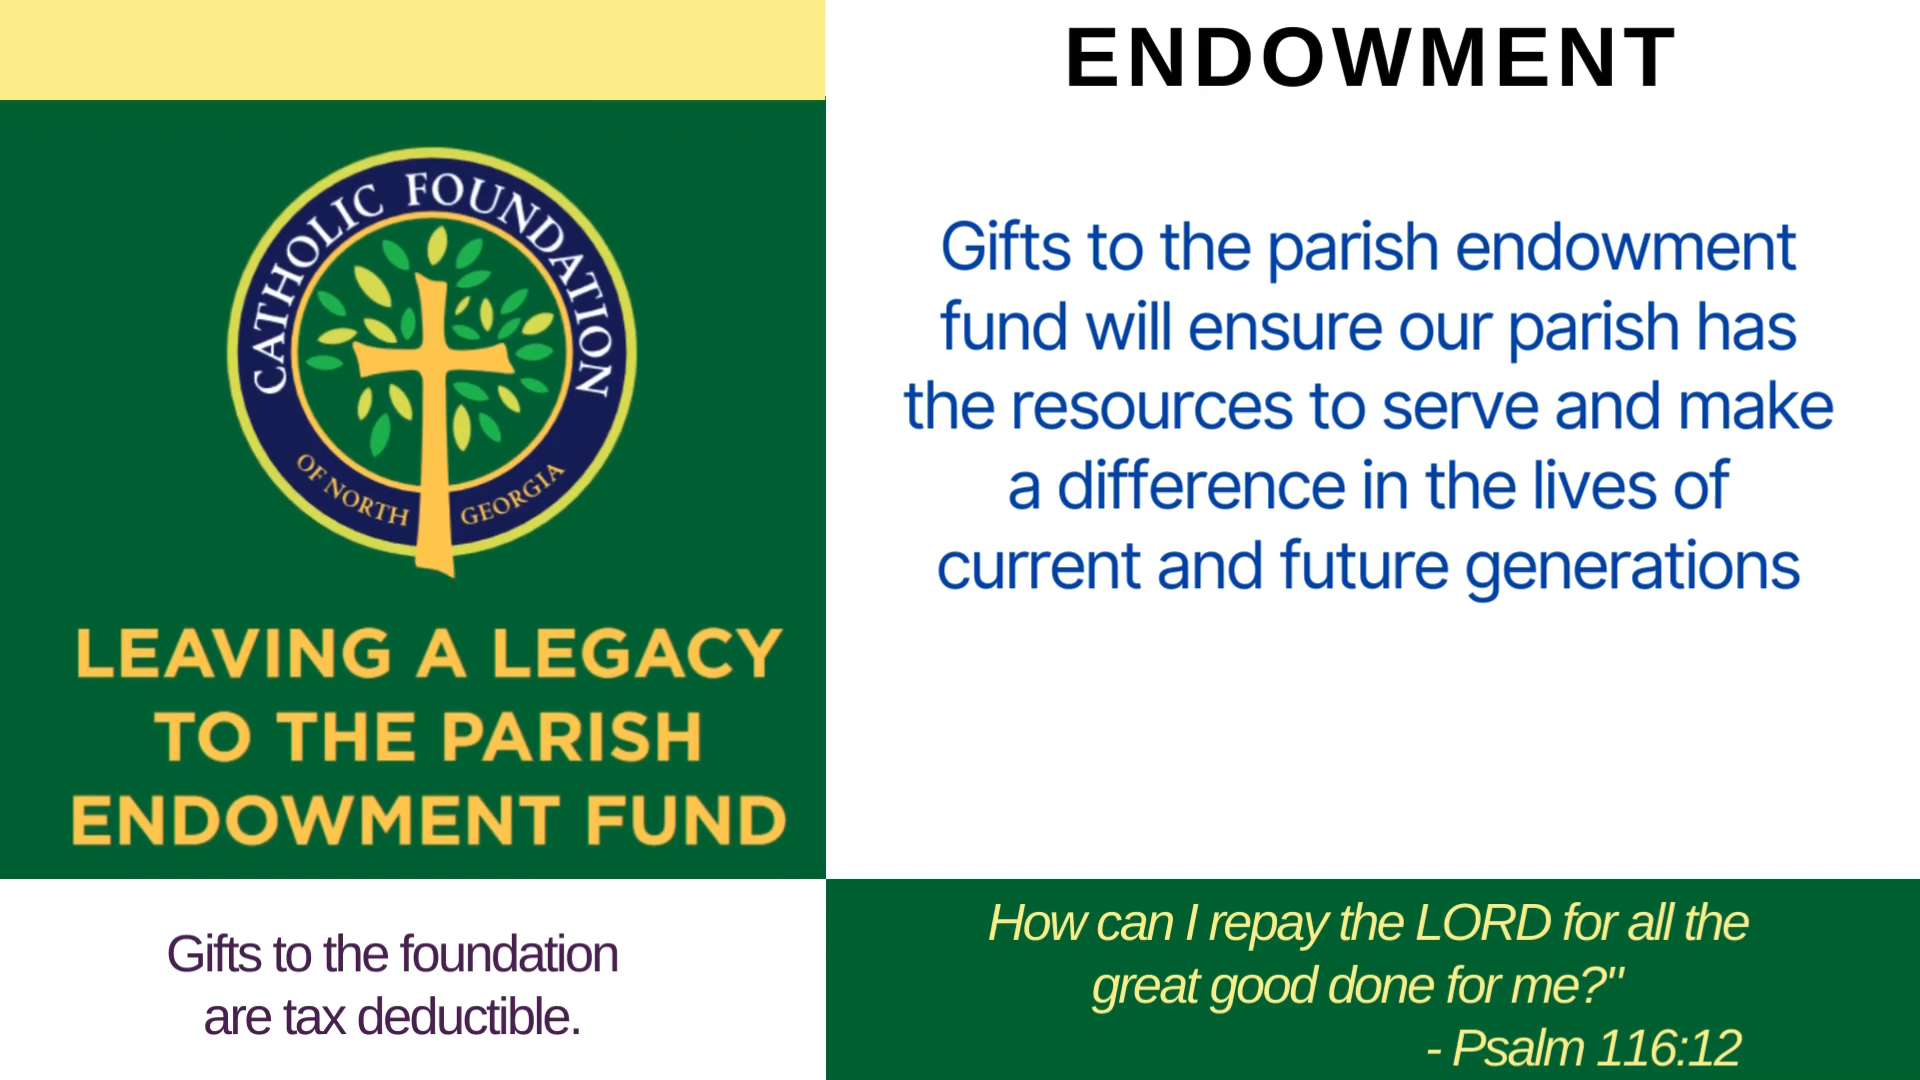 CATHOLIC FOUNDATION
OF NORTH GEORGIA
LEAVING A LEGACY
TO THE PARISH
ENDOWMENT FUND
Gifts to the foundation
are tax deductible.
ENDOWMENT
Gifts to the parish endowment
fund will ensure our parish has
the resources to serve and make
a difference in the lives of
current and future generations
How can I repay the LORD for all the
great good done for me?"
- Psalm 116:12